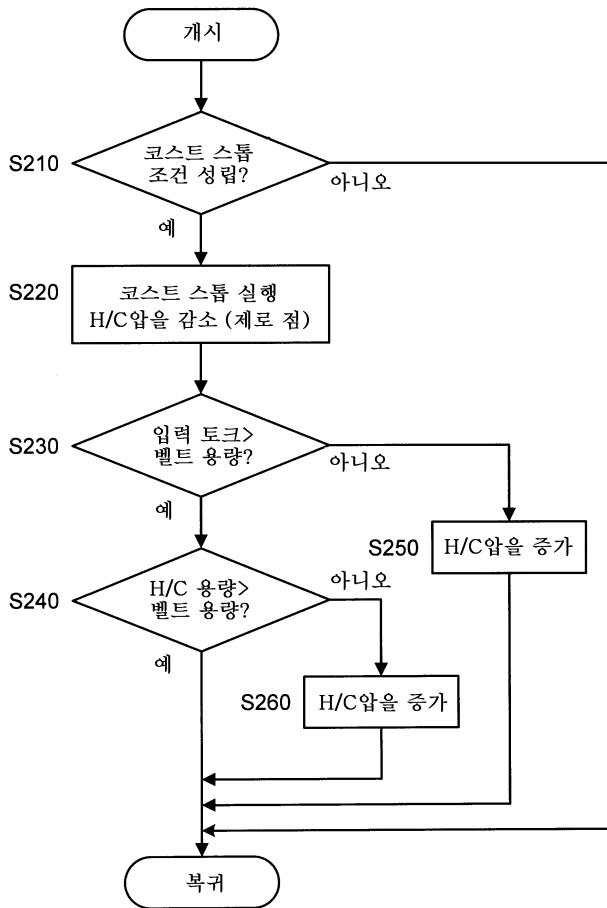 개시
S210
코스트 스톱
조건 성립?
아니오
예
S220
코스트 스톱 실행
H/C압을 감소 (제로 점)
S230
입력 토크>
벨트 용량?
아니오
예
S250
H/C압을 증가
S240
H/C 용량>
벨트 용량?
아니오
예
S260
H/C압을 증가
복귀